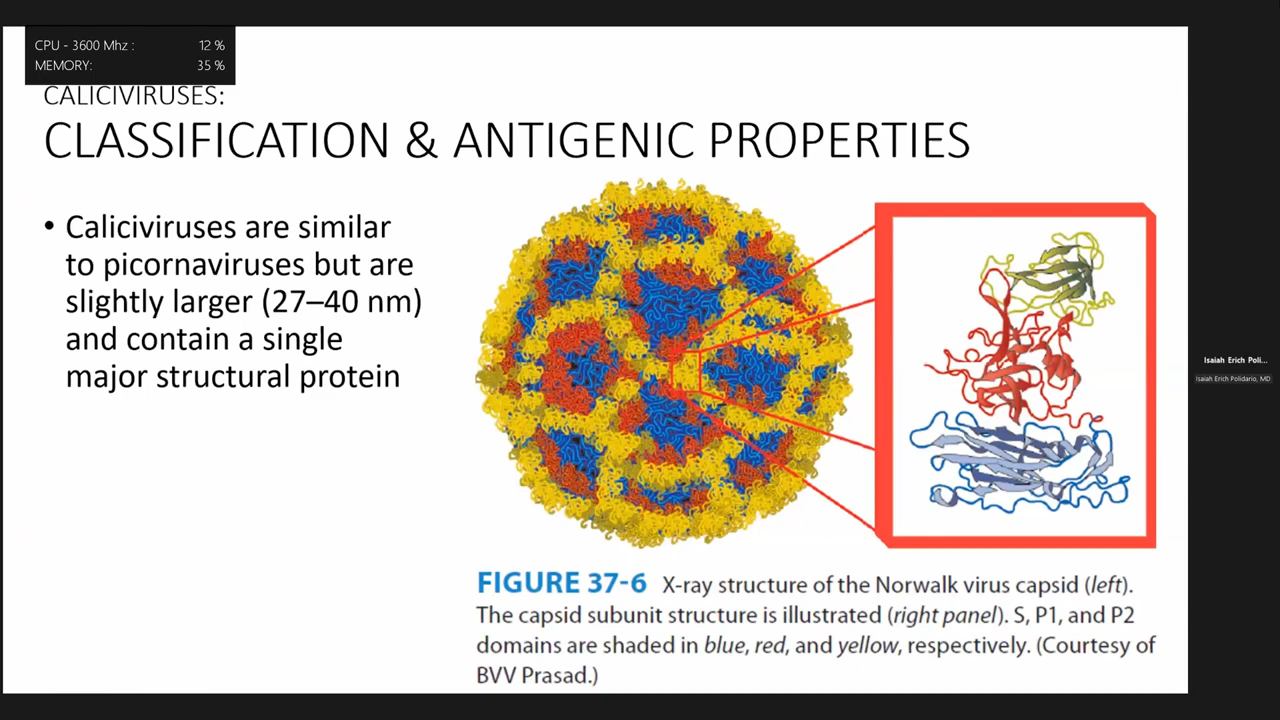 CPU - 3600 Mhz : 12 %
MEMORY: 35 %
CALICIVIRUSES:
CLASSIFICATION & ANTIGENIC PROPERTIES
• Caliciviruses are similar
to picornaviruses but are
slightly larger (27–40 nm)
and contain a single
major structural protein
FIGURE 37-6 X-ray structure of the Norwalk virus capsid (left).
The capsid subunit structure is illustrated (right panel). S, P1, and P2
domains are shaded in blue, red, and yellow, respectively. (Courtesy of
BVV Prasad.)
Isaiah Erich Poli...
Isaiah Erich Polidario, MD